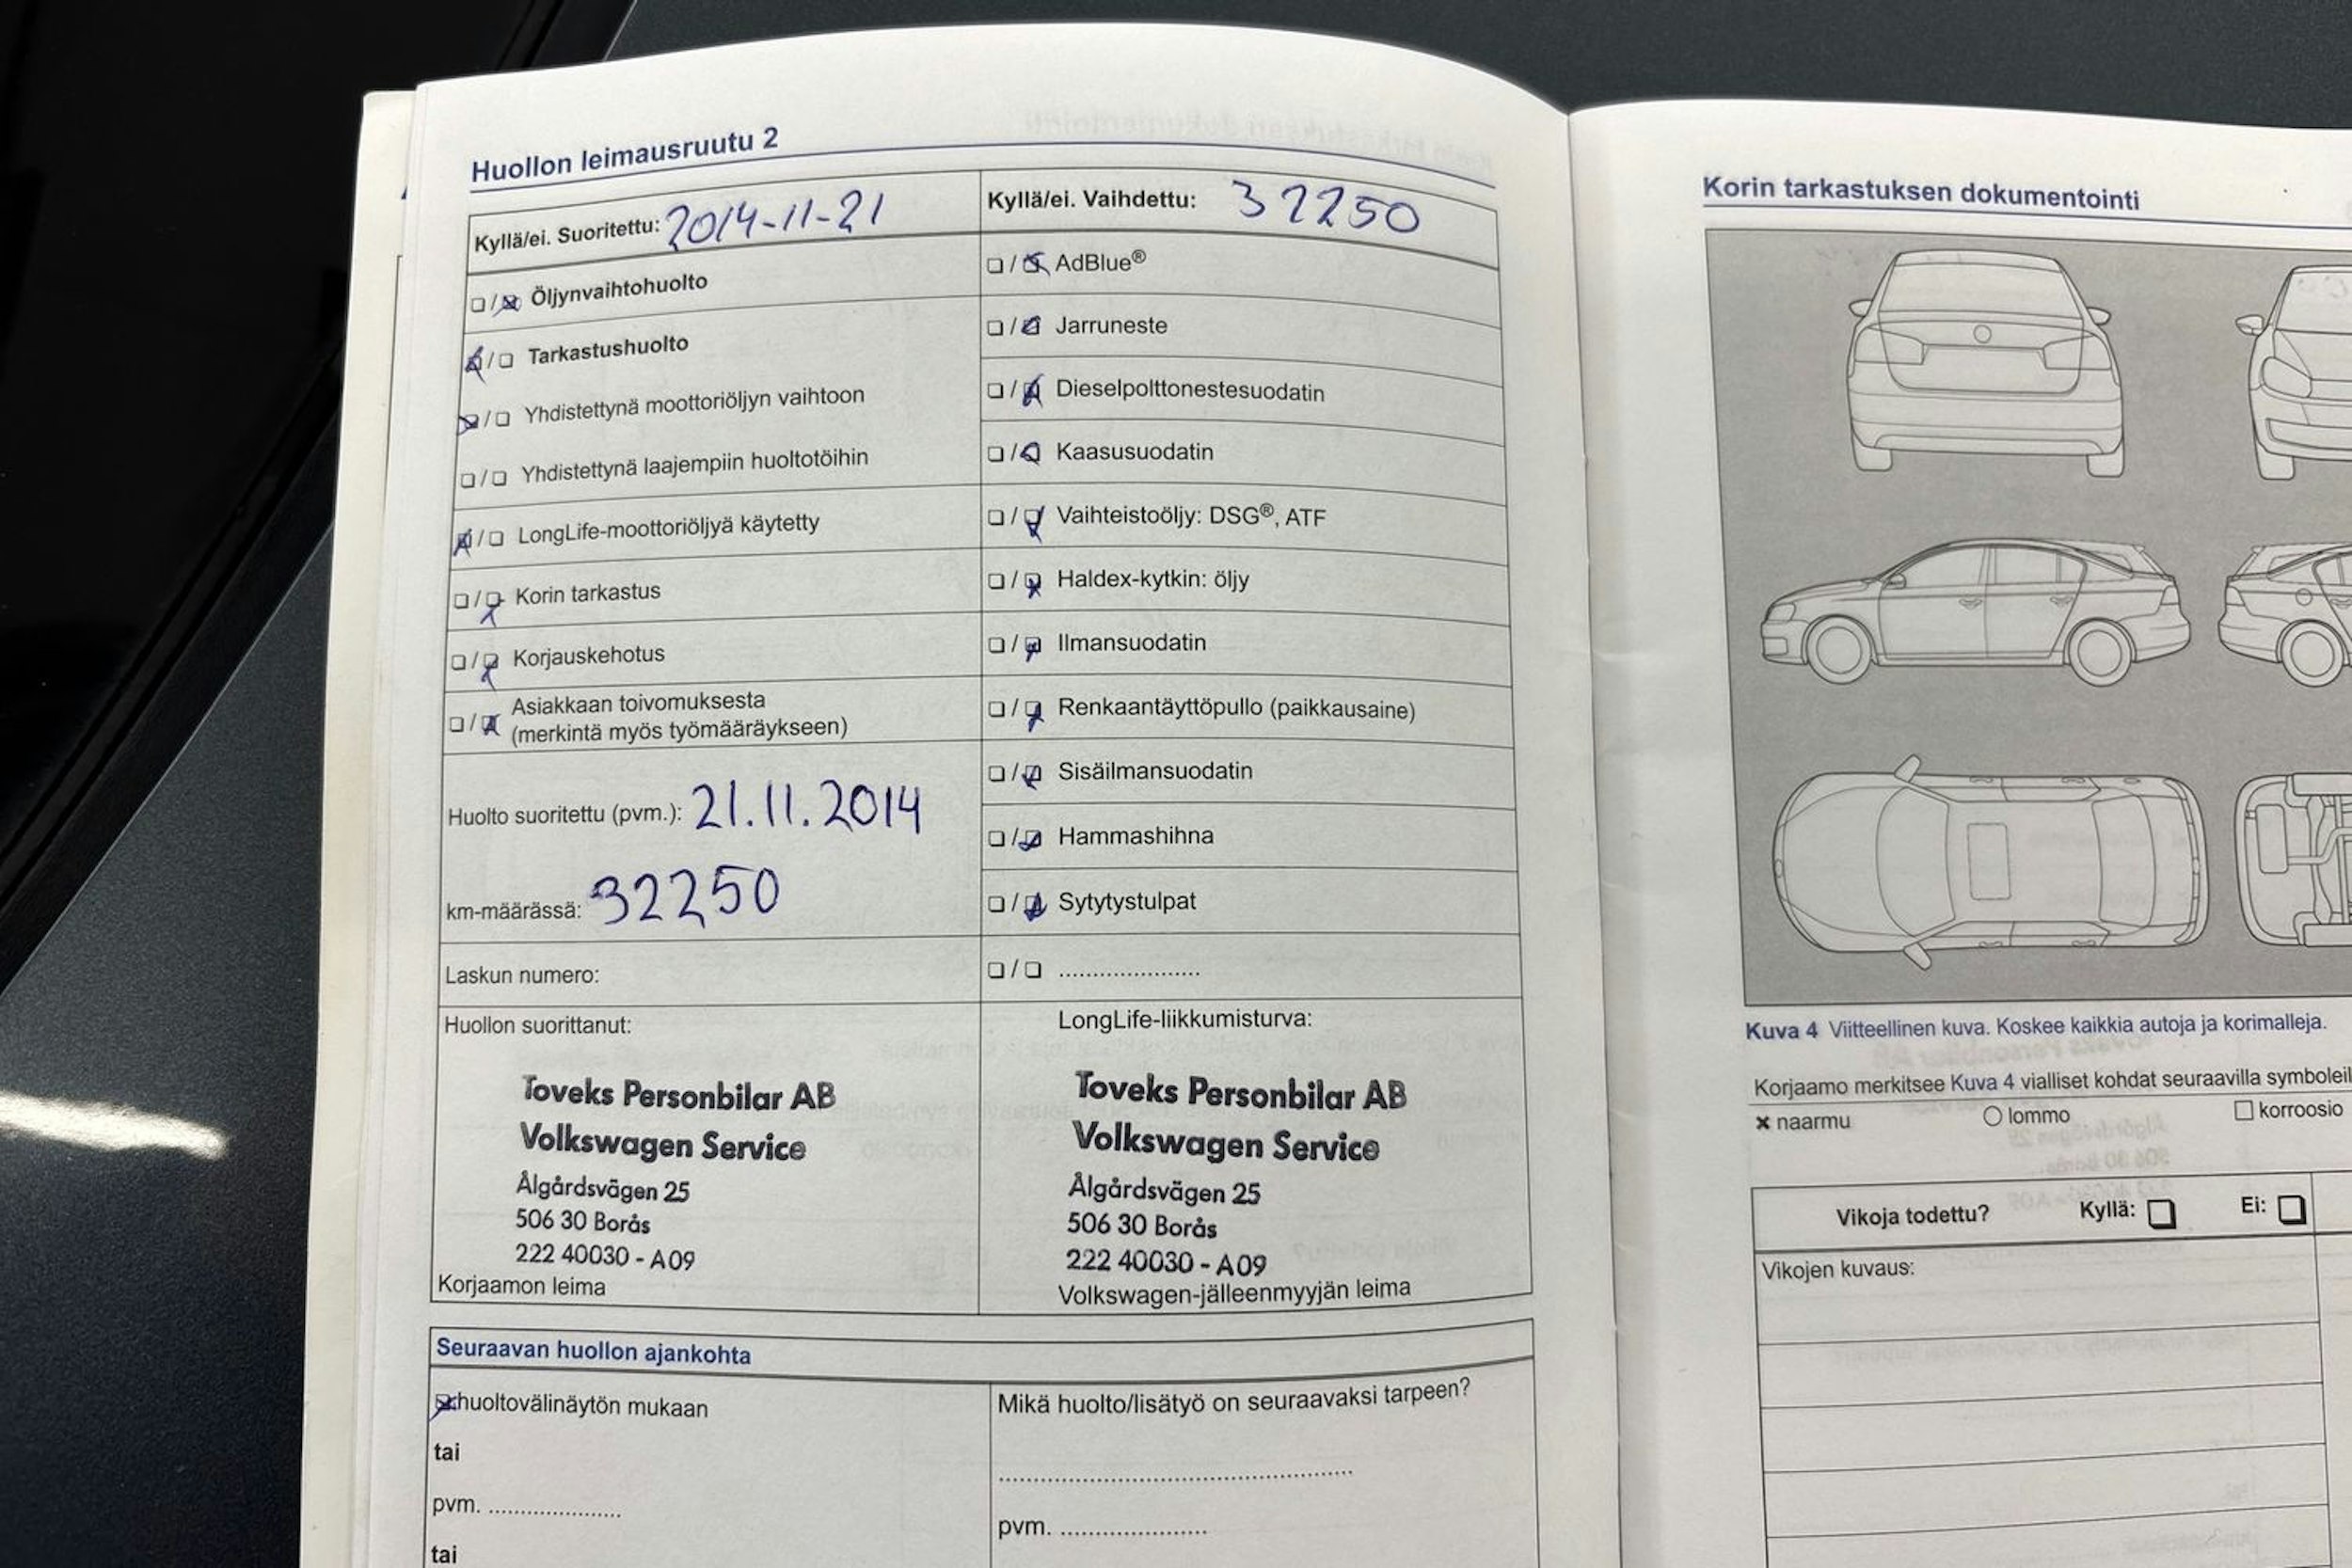 Huollon leimausruutu 2
Kyllä/ei. Suoritettu: 2014-11-21
Öljynvaihtohuolto
Tarkastushuolto
Yhdistettynä moottoriöljyn vaihtoon
Yhdistettynä laajempiin huoltotöihin
LongLife-moottoriöljyä käytetty
Korin tarkastus
Korjauskehotus
Asiakkaan toivomuksesta
(merkintä myös työmääräykseen)
Huolto suoritettu (pvm.): 21.11.2014
km-määrässä: 32250
Laskun numero:
Huollon suorittanut:
Toveks Personbilar AB
Volkswagen Service
Ålgårdsvägen 25
506 30 Borås
222 40030 - A09
Korjaamon leima
Kyllä/ei. Vaihdettu: 32250
AdBlue®
Jarruneste
Dieselpolttonestesuodatin
Kaasusuodatin
Vaihteistoöljy: DSG®, ATF
Haldex-kytkin: öljy
Ilmansuodatin
Renkaantäyttöpullo (paikkausaine)
Sisäilmansuodatin
Hammashihna
Sytytystulpat
LongLife-liikkumisturva:
Toveks Personbilar AB
Volkswagen Service
Ålgårdsvägen 25
506 30 Borås
222 40030 - A09
Volkswagen-jälleenmyyjän leima
Seuraavan huollon ajankohta
huoltovälinäytön mukaan
tai
pvm.
tai
Mikä huolto/lisätyö on seuraavaksi tarpeen?
pvm.
Korin tarkastuksen dokumentointi
Kuva 4 Viitteellinen kuva. Koskee kaikkia autoja ja korimalleja.
Korjaamo merkitsee Kuva 4 vialliset kohdat seuraavilla
naarmu lommo korroosio
Vikoja todettu? Kyllä: Ei:
Vikojen kuvaus: